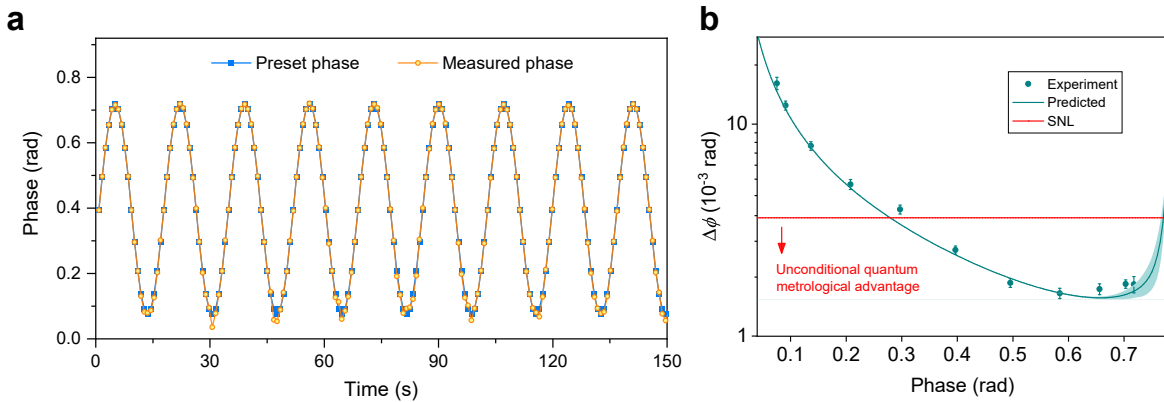 a
Preset phase
Measured phase
0.8
0.6
0.4
0.2
0.0
Phase (rad)
0
30
60
90
120
150
Time (s)
b
Experiment
Predicted
SNL
10
1
Δϕ (10⁻³ rad)
Unconditional quantum
metrological advantage
0.1
0.2
0.3
0.4
0.5
0.6
0.7
Phase (rad)